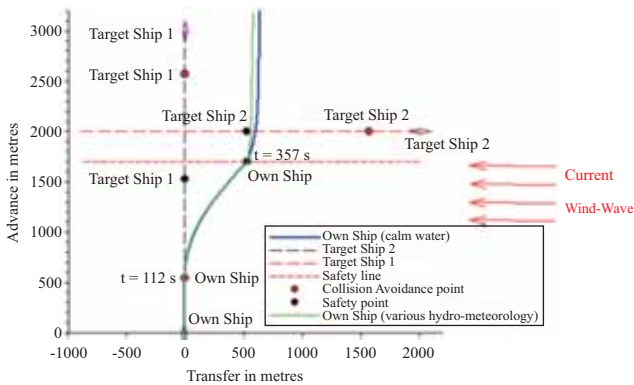 3000
2500
2000
1500
1000
500
0
Advance in metres
Target Ship 1
Target Ship 1
Target Ship 2
Target Ship 2
Target Ship 2
t = 357 s
Own Ship
Target Ship 1
Current
Wind-Wave
t = 112 s
Own Ship
Own Ship
Own Ship (calm water)
Target Ship 2
Target Ship 1
Safety line
Collision Avoidance point
Safety point
Own Ship (various hydro-meteorology)
-1000
-500
0
500
1000
1500
2000
Transfer in metres